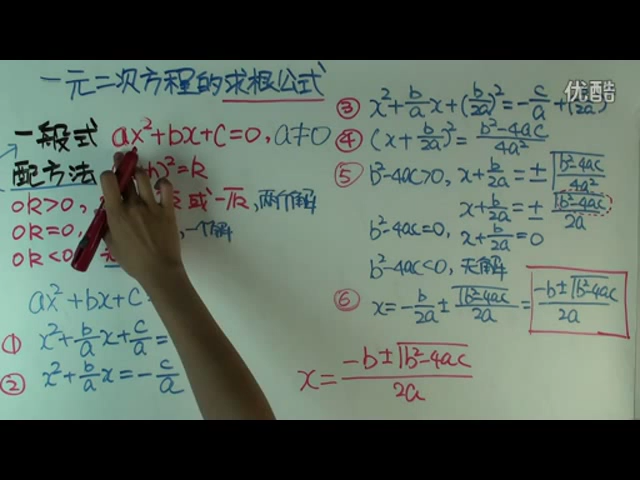 一元二次方程的求根公式
一般式 ax²+bx+c=0, a≠0
配方法 )²=k
①k>0, 或-√k, 两个解
②k=0, 一个解
③k<0,
ax²+bx+c
① x²+b/a x+c/a=
② x²+b/a x=-c/a
③ x²+b/a x+(b/2a)²=-c/a+(b/2a)²
④ (x+b/2a)²=b²-4ac/4a²
⑤ b²-4ac>0, x+b/2a=±√b²-4ac/4a²
x+b/2a=±√b²-4ac/2a
b²-4ac=0, x+b/2a=0
b²-4ac<0, 无解
⑥ x=-b/2a±√b²-4ac/2a=-b±√b²-4ac/2a
x=-b±√b²-4ac/2a
优酷